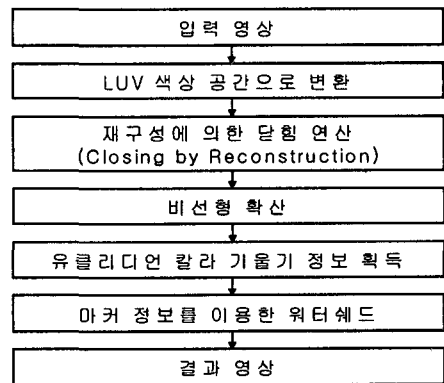 입력 영상
LUV 색상 공간으로 변환
재구성에 의한 닫힘 연산
(Closing by Reconstruction)
비선형 확산
유클리디언 칼라 기울기 정보 획득
마커 정보를 이용한 워터쉐드
결과 영상